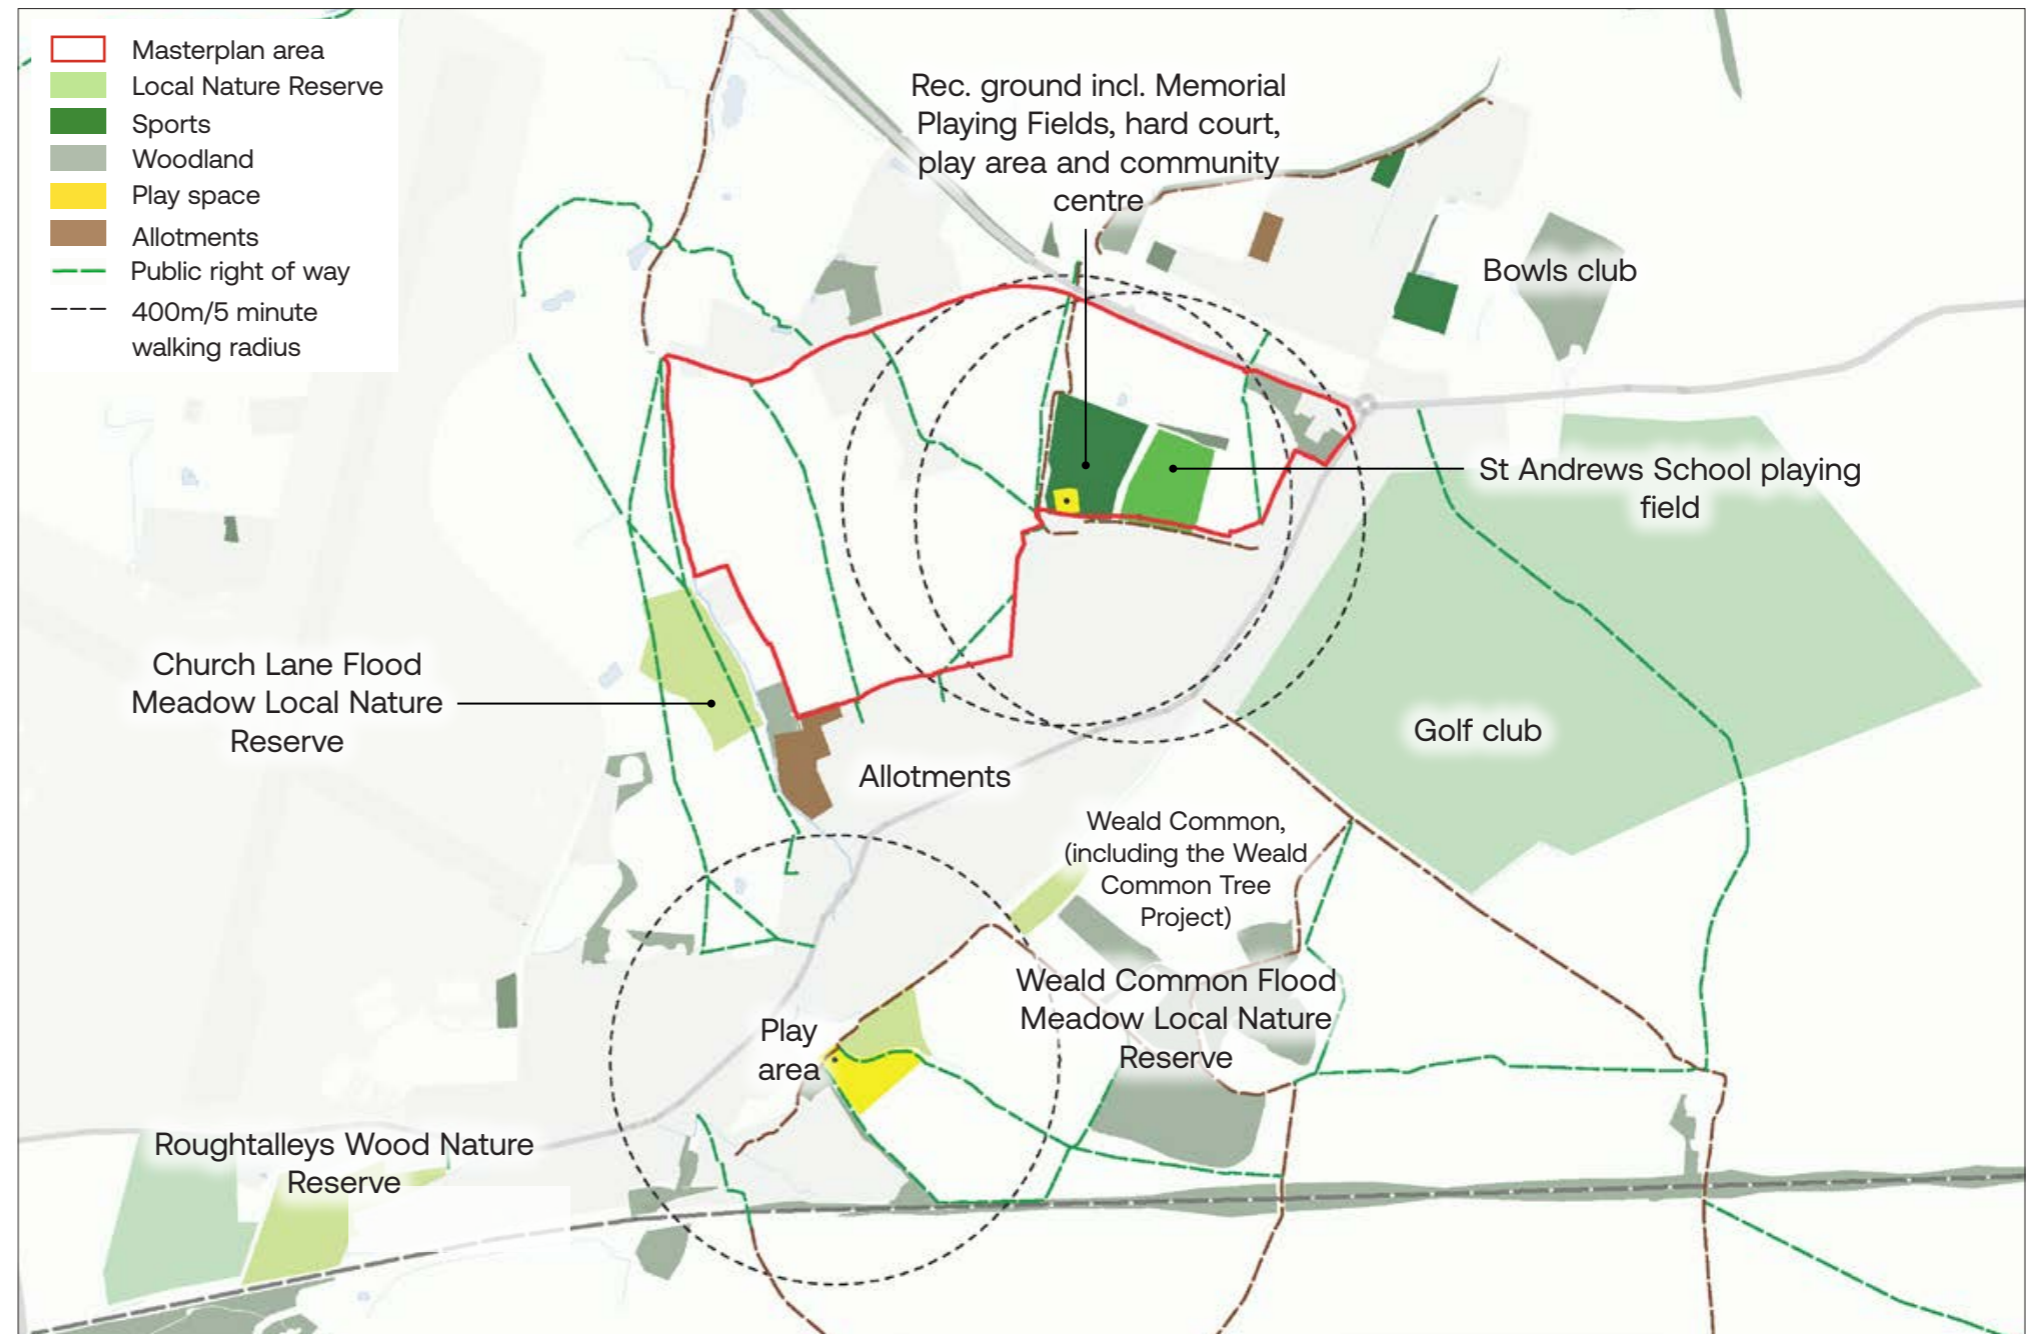 Masterplan area
Local Nature Reserve
Sports
Woodland
Play space
Allotments
Public right of way
400m/5 minute
walking radius
Rec. ground incl. Memorial
Playing Fields, hard court,
play area and community
centre
Bowls club
St Andrews School playing
field
Church Lane Flood
Meadow Local Nature
Reserve
Golf club
Allotments
Weald Common,
(including the Weald
Common Tree
Project)
Weald Common Flood
Meadow Local Nature
Reserve
Play
area
Roughtalleys Wood Nature
Reserve